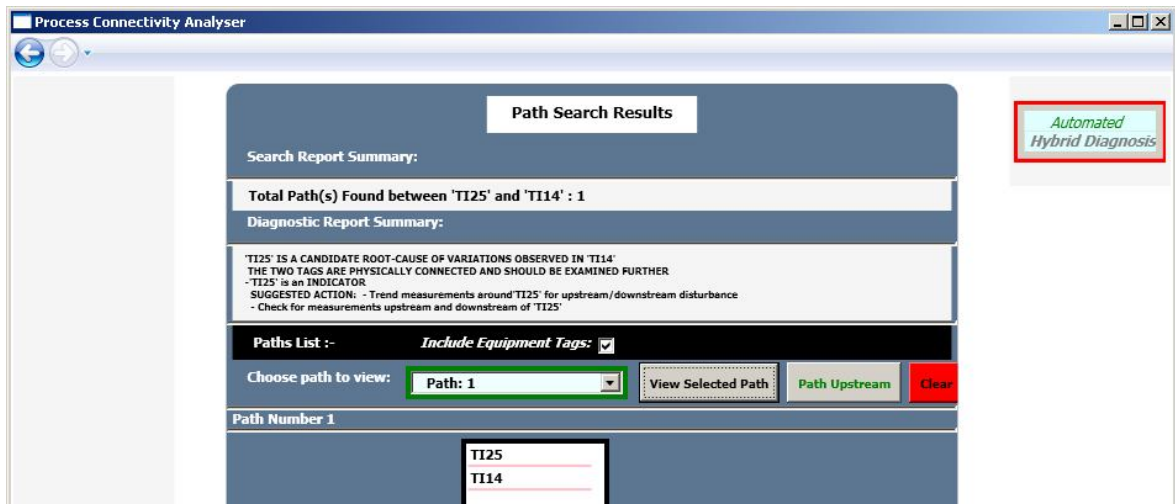 Process Connectivity Analyser
Path Search Results
Automated
Hybrid Diagnosis
Search Report Summary:
Total Path(s) Found between 'TI25' and 'TI14' : 1
Diagnostic Report Summary:
'TI25' IS A CANDIDATE ROOT-CAUSE OF VARIATIONS OBSERVED IN 'TI14'
THE TWO TAGS ARE PHYSICALLY CONNECTED AND SHOULD BE EXAMINED FURTHER
-'TI25' is an INDICATOR
SUGGESTED ACTION: - Trend measurements around'TI25' for upstream/downstream disturbance
- Check for measurements upstream and downstream of 'TI25'
Paths List :- Include Equipment Tags:
Choose path to view: Path: 1 View Selected Path Path Upstream Clear
Path Number 1
TI25
TI14